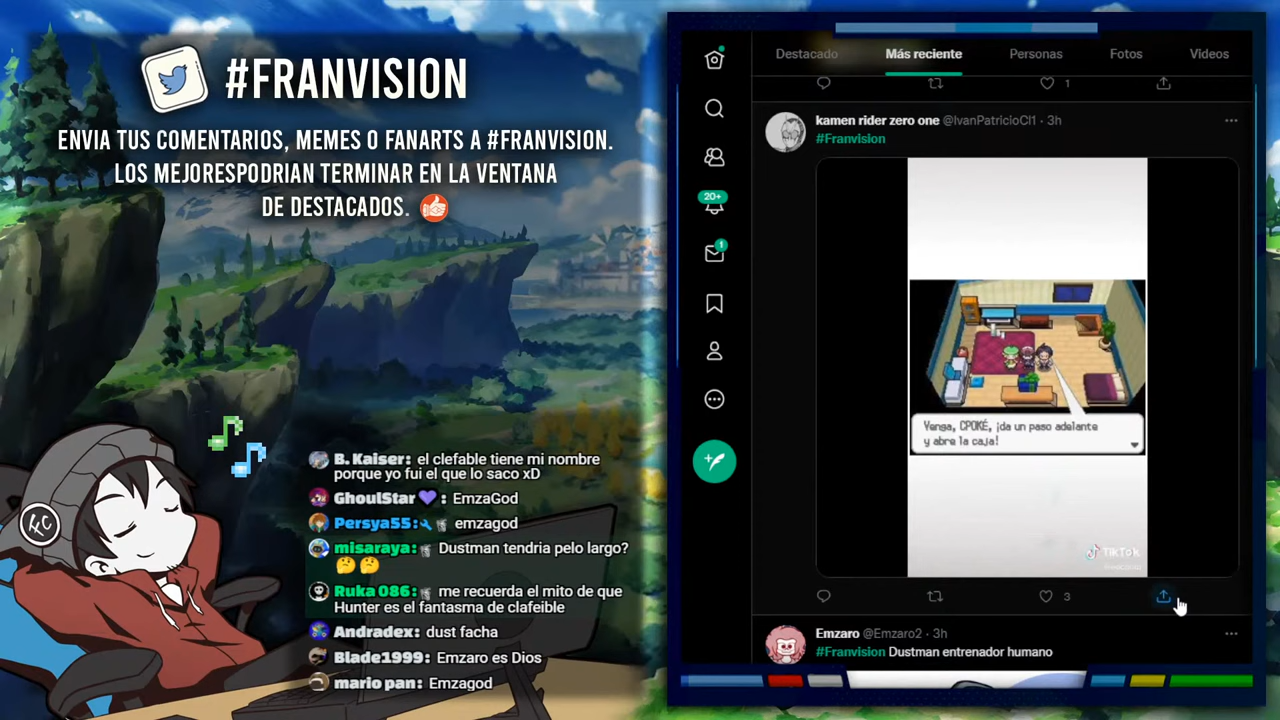 #FRANVISION
ENVIA TUS COMENTARIOS, MEMES O FANARTS A #FRANVISION.
LOS MEJORESPODRIAN TERMINAR EN LA VENTANA
DE DESTACADOS.
B. Kaiser: el clefable tiene mi nombre
porque yo fui el que lo saco xD
GhoulStar💜: EmzaGod
Persya55: emzagod
misaraya: Dustman tendria pelo largo?
🤔 🤔
Ruka 086: me recuerda el mito de que
Hunter es el fantasma de clafeible
Andradex: dust facha
Blade1999: Emzaro es Dios
mario pan: Emzagod
20+
1
Destacado Más reciente Personas Fotos Videos
1
kamen rider zero one @IvanPatricioCl1 · 3h
#Franvision
Venga, CPOKÉ, ¡da un paso adelante
y abre la caja!
TikTok
3
Emzaro @Emzaro2 · 3h
#Franvision Dustman entrenador humano